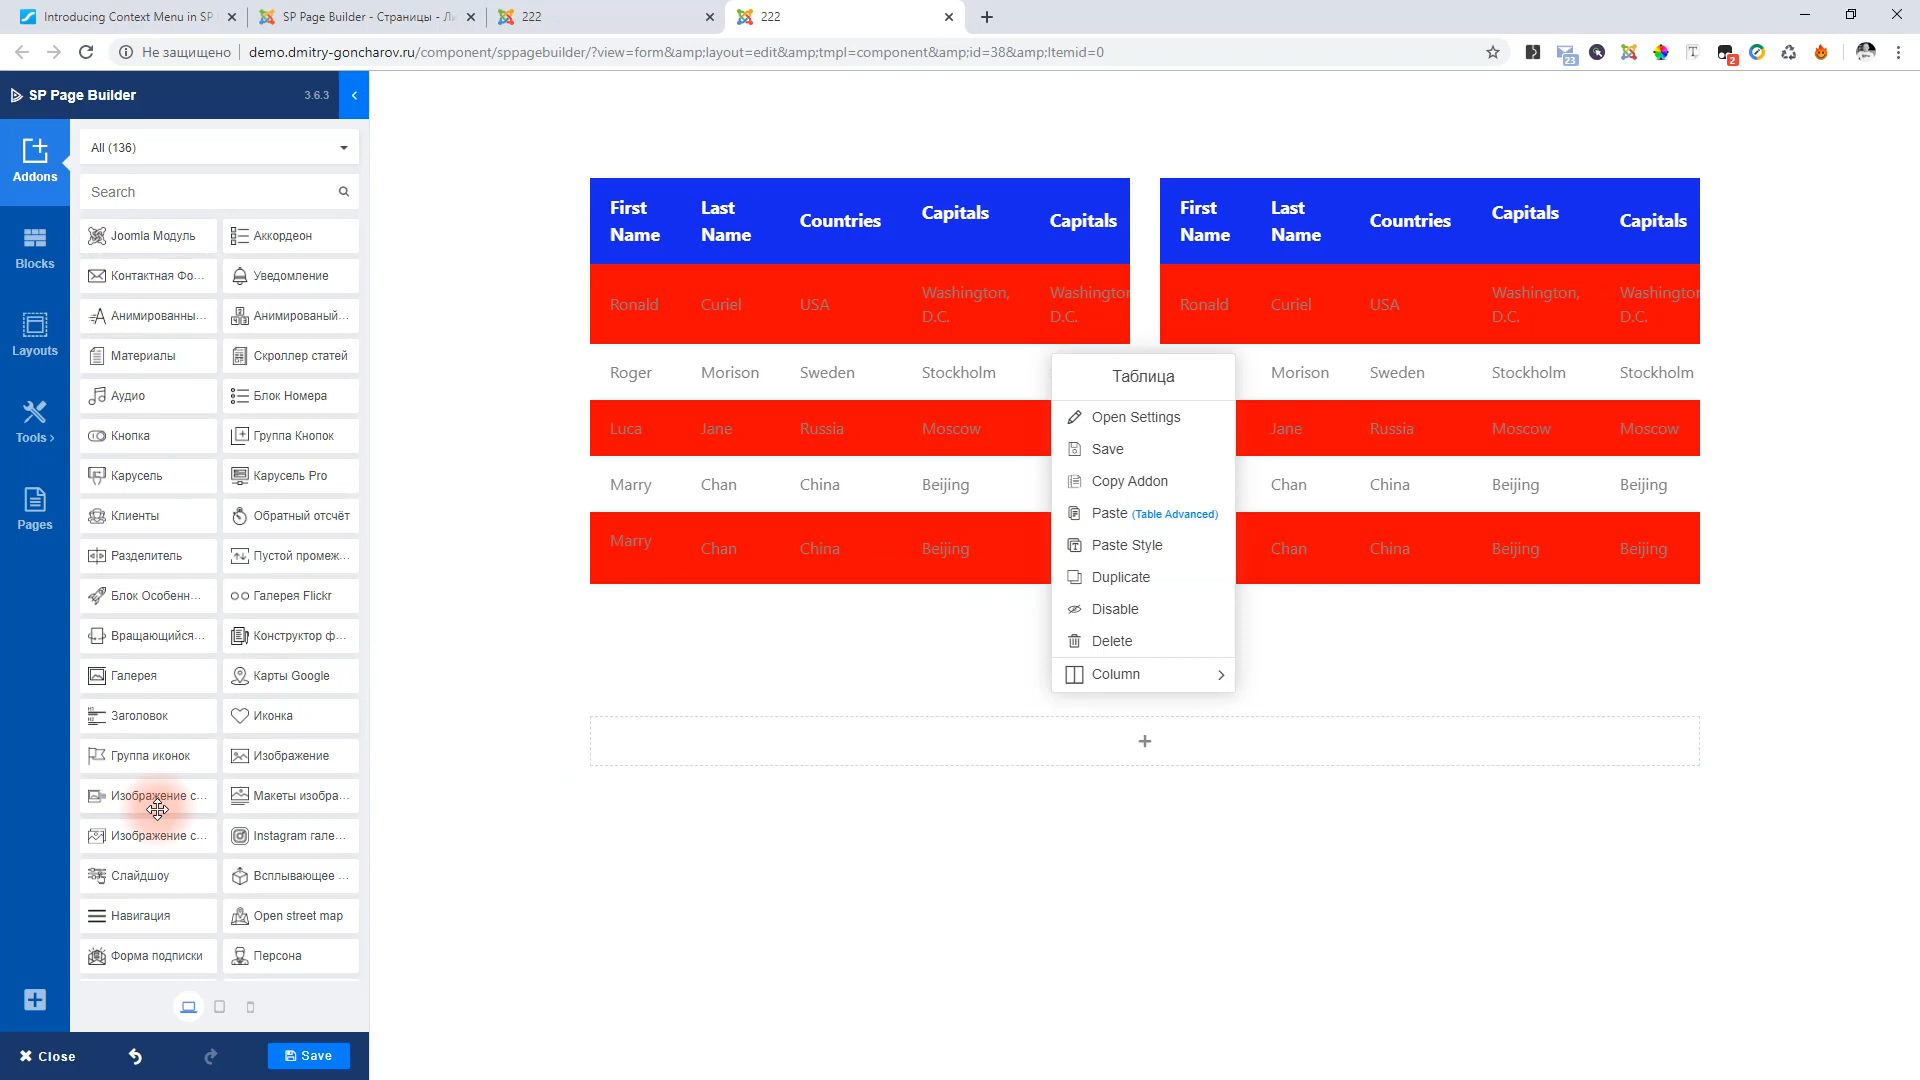 Introducing Context Menu in SP
SP Page Builder - Страницы - Ли
222
222
Не защищено
demo.dmitry-goncharov.ru/component/sppagebuilder/?view=form&amp;layout=edit&amp;tmpl=component&amp;id=38&amp;Itemid=0
23
2
SP Page Builder
3.6.3
Addons
Blocks
Layouts
Tools
Pages
All (136)
Search
Joomla Модуль
Аккордеон
Контактная Фо...
Уведомление
Анимированны...
Анимированый...
Материалы
Скроллер статей
Аудио
Блок Номера
Кнопка
Группа Кнопок
Карусель
Карусель Pro
Клиенты
Обратный отсчёт
Разделитель
Пустой промеж...
Блок Особенн...
Галерея Flickr
Вращающийся...
Конструктор ф...
Галерея
Карты Google
Заголовок
Иконка
Группа иконок
Изображение
Изображение с...
Макеты изобра...
Изображение с...
Instagram гале...
Слайдшоу
Всплывающее ...
Навигация
Open street map
Форма подписки
Персона
Close
Save
First Name Last Name Countries Capitals Capitals
Ronald Curiel USA Washington, D.C. Washington D.C.
Roger Morison Sweden Stockholm
Luca Jane Russia Moscow
Marry Chan China Beijing
Marry Chan China Beijing
First Name Last Name Countries Capitals Capitals
Ronald Curiel USA Washington, D.C. Washington D.C.
Morison Sweden Stockholm Stockholm
Jane Russia Moscow Moscow
Chan China Beijing Beijing
Chan China Beijing Beijing
Таблица
Open Settings
Save
Copy Addon
Paste (Table Advanced)
Paste Style
Duplicate
Disable
Delete
Column